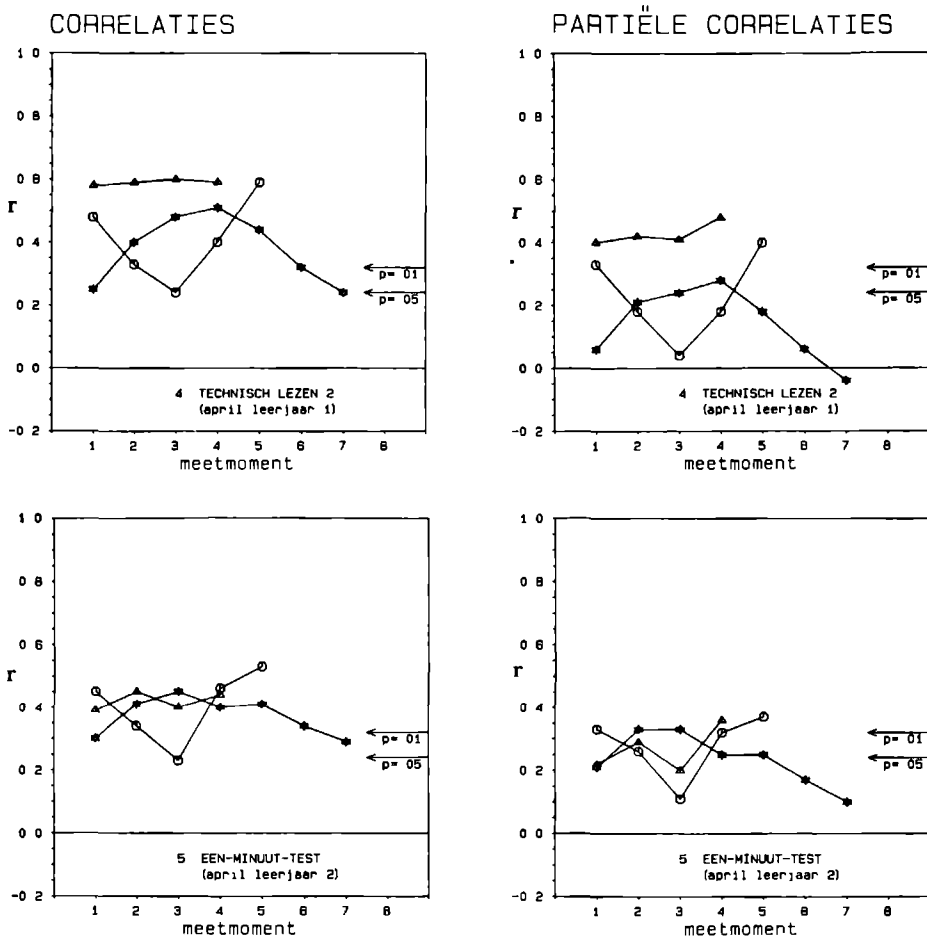 CORRELATIES
1 0
0 8
0 6
r
0 4
0 2
0 0
-0 2
p= 01
p= 05
4 TECHNISCH LEZEN 2
(april leerjaar 1)
1 2 3 4 5 6 7 8
meetmoment
PARTIËLE CORRELATIES
1 0
0 8
0 6
r
0 4
0 2
0 0
-0 2
p= 01
p= 05
4 TECHNISCH LEZEN 2
(april leerjaar 1)
1 2 3 4 5 6 7 8
meetmoment
1 0
0 8
0 6
r
0 4
0 2
0 0
-0 2
p= 01
p= 05
5 EEN-MINUUT-TEST
(april leerjaar 2)
1 2 3 4 5 6 7 8
meetmoment
1 0
0 8
0 6
r
0 4
0 2
0 0
-0 2
p= 01
p= 05
5 EEN-MINUUT-TEST
(april leerjaar 2)
1 2 3 4 5 6 7 8
meetmoment